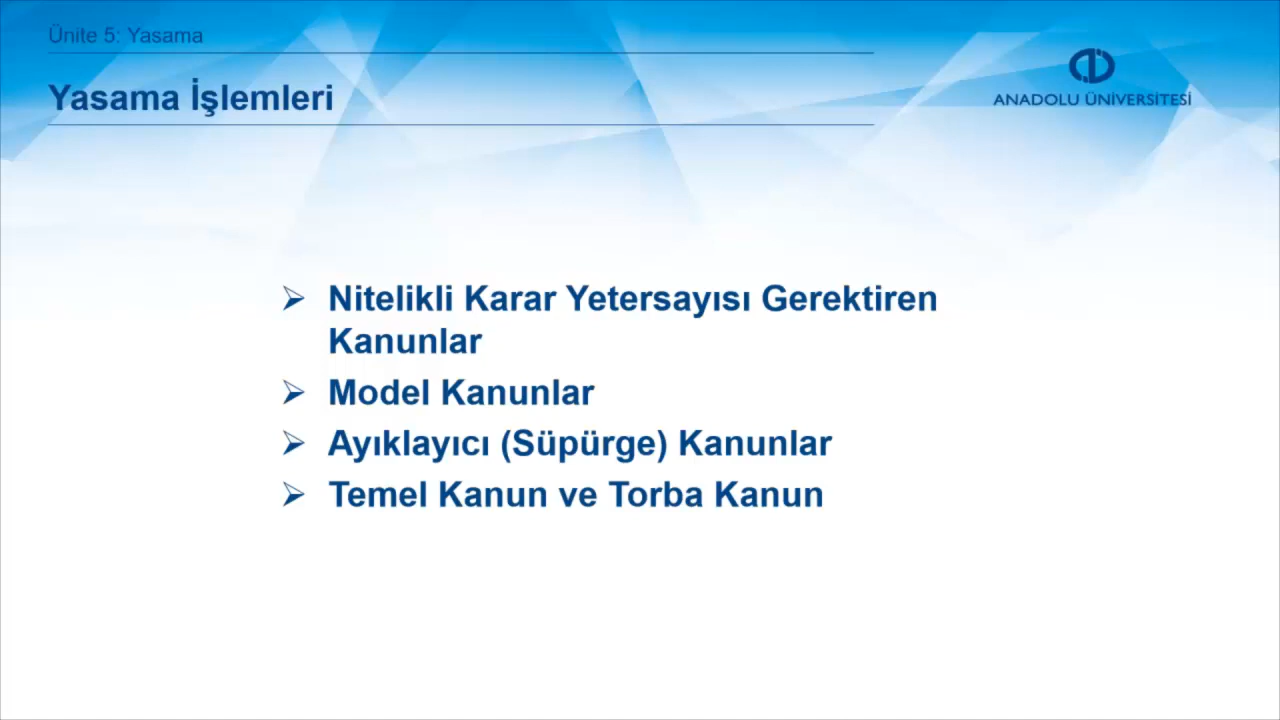 Ünite 5: Yasama
Yasama İşlemleri
ANADOLU ÜNİVERSİTESİ
➢ Nitelikli Karar Yetersayısı Gerektiren
Kanunlar
➢ Model Kanunlar
➢ Ayıklayıcı (Süpürge) Kanunlar
➢ Temel Kanun ve Torba Kanun